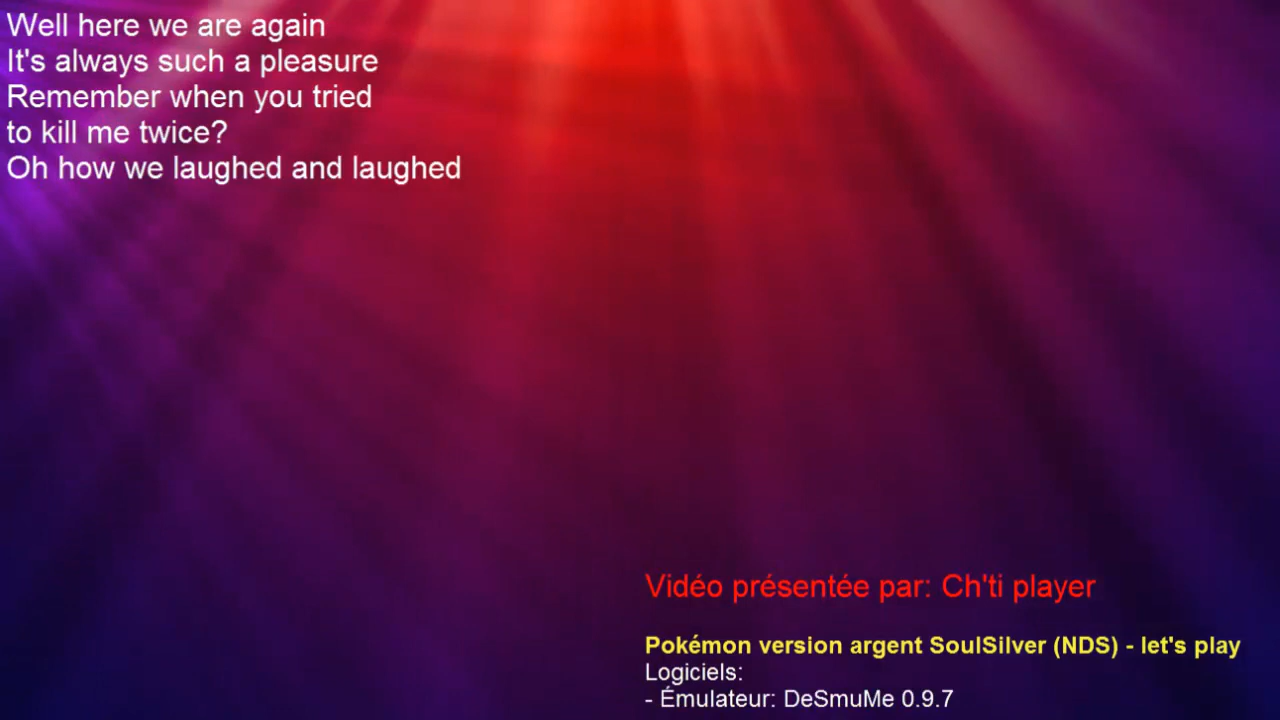 Well here we are again
It's always such a pleasure
Remember when you tried
to kill me twice?
Oh how we laughed and laughed
Vidéo présentée par: Ch'ti player
Pokémon version argent SoulSilver (NDS) - let's play
Logiciels:
- Émulateur: DeSmuMe 0.9.7